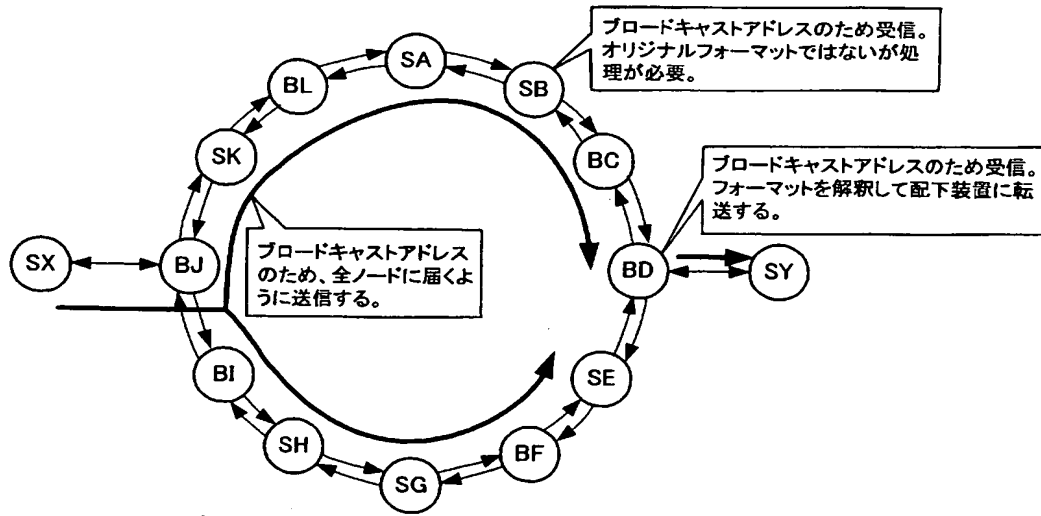 ブロードキャストアドレスのため受信。
オリジナルフォーマットではないが処
理が必要。
SA
BL
SB
SK
BC
ブロードキャストアドレスのため受信。
フォーマットを解釈して配下装置に転
送する。
ブロードキャストアドレス
のため、全ノードに届くよ
うに送信する。
SX
BJ
BD
SY
BI
SE
SH
BF
SG